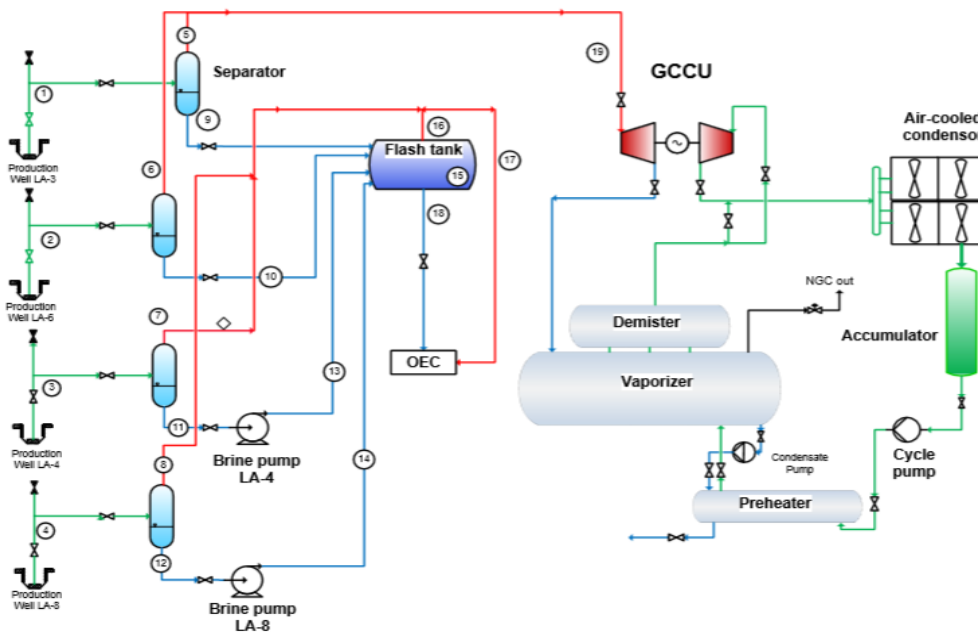 5
19
GCCU
Separator
1
Air-cooled
condensor
9
16
Flash tank
17
Production
Well LA-3
15
6
18
2
10
NGC out
Production
Well LA-6
7
Demister
Accumulator
3
13
OEC
Vaporizer
11
Production
Well LA-4
Brine pump
LA-4
14
Condensate
Pump
Cycle
pump
8
Preheater
4
12
Production
Well LA-8
Brine pump
LA-8